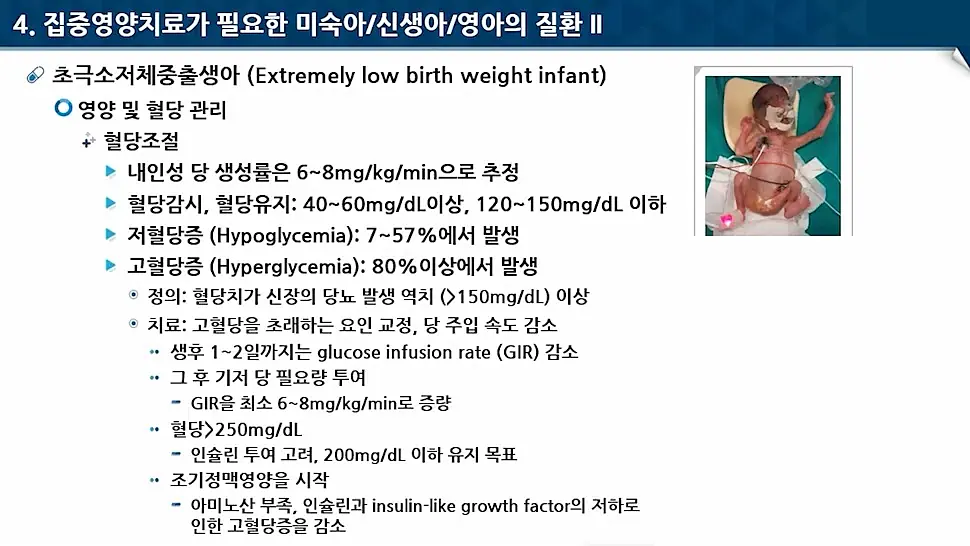 4. 집중영양치료가 필요한 미숙아/신생아/영아의 질환 II
초극소저체중출생아 (Extremely low birth weight infant)
영양 및 혈당 관리
혈당조절
내인성 당 생성률은 6~8mg/kg/min으로 추정
혈당감시, 혈당유지: 40~60mg/dL이상, 120~150mg/dL 이하
저혈당증 (Hypoglycemia): 7~57%에서 발생
고혈당증 (Hyperglycemia): 80%이상에서 발생
정의: 혈당치가 신장의 당뇨 발생 역치 (>150mg/dL) 이상
치료: 고혈당을 초래하는 요인 교정, 당 주입 속도 감소
생후 1~2일까지는 glucose infusion rate (GIR) 감소
그 후 기저 당 필요량 투여
GIR을 최소 6~8mg/kg/min로 증량
혈당>250mg/dL
인슐린 투여 고려, 200mg/dL 이하 유지 목표
조기정맥영양을 시작
아미노산 부족, 인슐린과 insulin-like growth factor의 저하로
인한 고혈당증을 감소